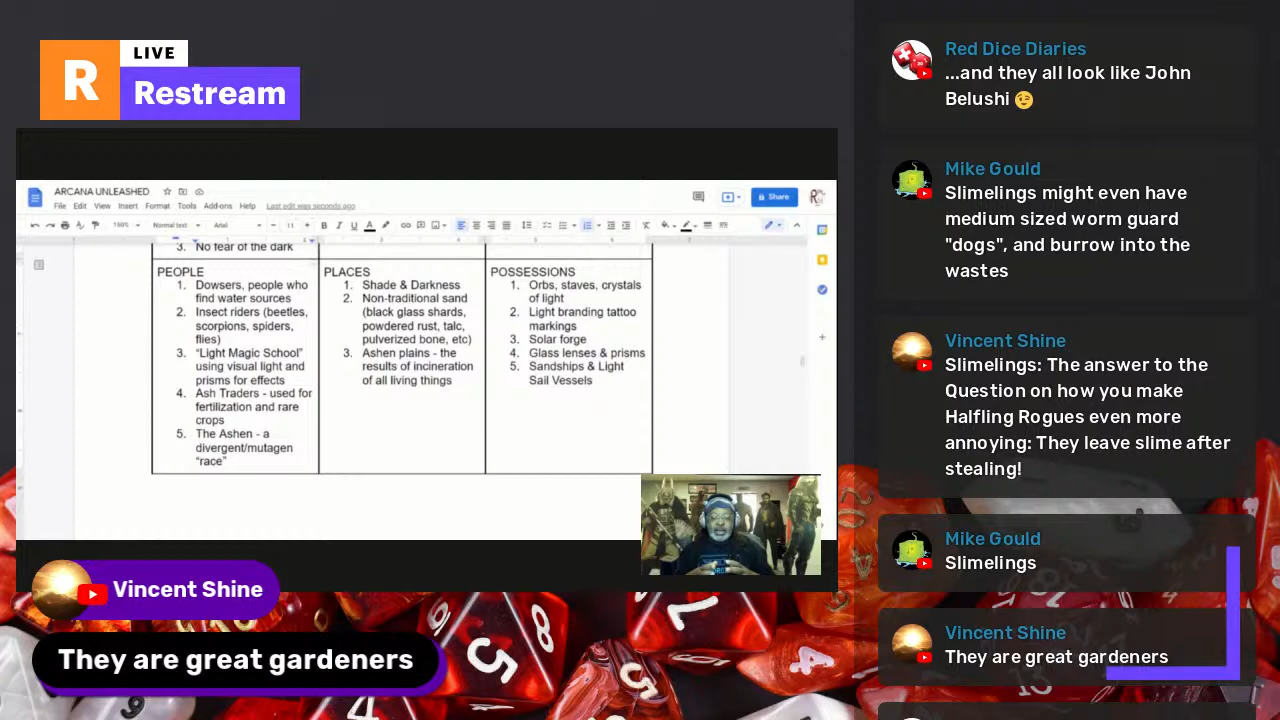 R
LIVE
Restream
ARCANA UNLEASHED
File Edit View Insert Format Tools Add-ons Help Last edit was seconds ago
Share
100% Normal text Arial 11
3. No fear of the dark
PEOPLE
1. Dowsers, people who
find water sources
2. Insect riders (beetles,
scorpions, spiders,
flies)
3. “Light Magic School”
using visual light and
prisms for effects
4. Ash Traders - used for
fertilization and rare
crops
5. The Ashen - a
divergent/mutagen
“race”
PLACES
1. Shade & Darkness
2. Non-traditional sand
(black glass shards,
powdered rust, talc,
pulverized bone, etc)
3. Ashen plains - the
results of incineration
of all living things
POSSESSIONS
1. Orbs, staves, crystals
of light
2. Light branding tattoo
markings
3. Solar forge
4. Glass lenses & prisms
5. Sandships & Light
Sail Vessels
Vincent Shine
They are great gardeners
Red Dice Diaries
...and they all look like John
Belushi 😉
Mike Gould
Slimelings might even have
medium sized worm guard
"dogs", and burrow into the
wastes
Vincent Shine
Slimelings: The answer to the
Question on how you make
Halfling Rogues even more
annoying: They leave slime after
stealing!
Mike Gould
Slimelings
Vincent Shine
They are great gardeners